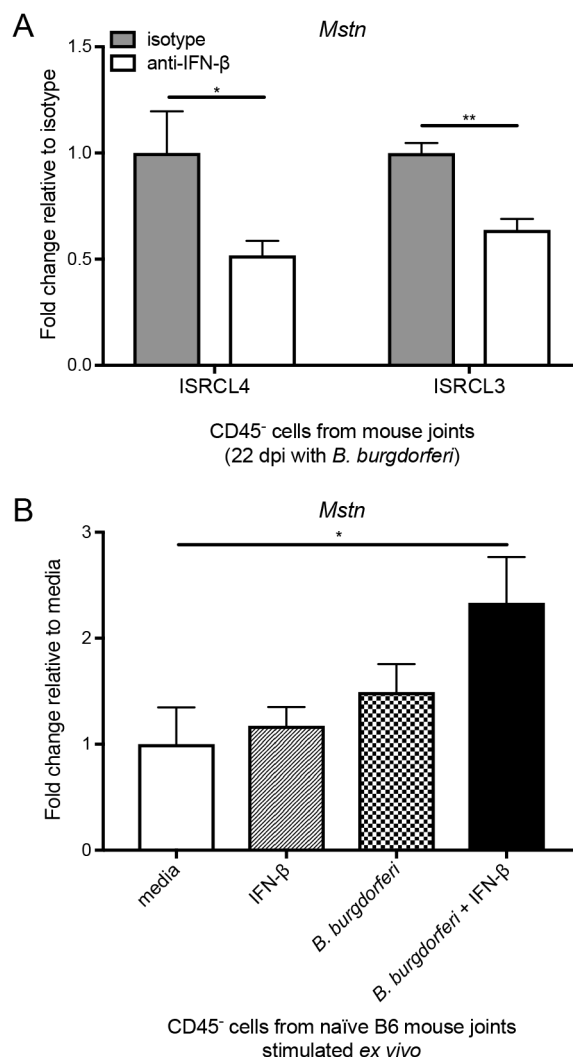 A
Mstn
isotype
anti-IFN-β
Fold change relative to isotype
1.5
1.0
0.5
0.0
*
**
ISRCL4
ISRCL3
CD45⁻ cells from mouse joints
(22 dpi with B. burgdorferi)
B
Mstn
Fold change relative to media
3
2
1
0
*
media
IFN-β
B. burgdorferi
B. burgdorferi + IFN-β
CD45⁻ cells from naïve B6 mouse joints
stimulated ex vivo